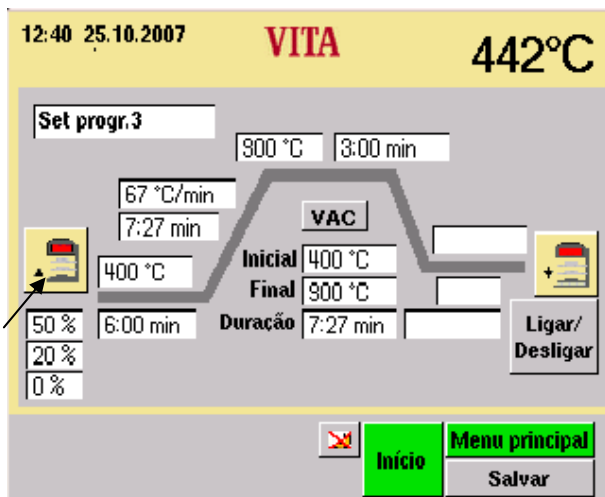 12:40 25.10.2007
VITA
442°C
Set progr.3
900 °C 3:00 min
67 °C/min
7:27 min
VAC
400 °C
Inicial 400 °C
Final 900 °C
50 % 6:00 min
Duração 7:27 min
Ligar/
Desligar
20 %
0 %
Início
Menu principal
Salvar